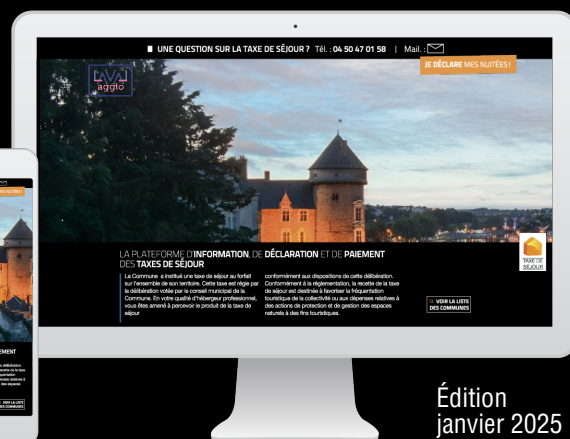 UNE QUESTION SUR LA TAXE DE SÉJOUR ? Tél. : 04 50 47 01 58 | Mail. :
JE DÉCLARE MES NUITÉES !
LAVAL
agglo
LA PLATEFORME D'INFORMATION, DE DÉCLARATION ET DE PAIEMENT
DES TAXES DE SÉJOUR
La Commune a institué une taxe de séjour au forfait
sur l'ensemble de son territoire. Cette taxe est régie par
la délibération votée par le conseil municipal de la
Commune. En votre qualité d'hébergeur professionnel,
vous êtes amené à percevoir le produit de la taxe de
séjour
conformément aux dispositions de cette délibération.
Conformément à la réglementation, la recette de la taxe
de séjour est destinée à favoriser la fréquentation
touristique de la collectivité ou aux dépenses relatives à
des actions de protection et de gestion des espaces
naturels à des fins touristiques.
TAXE DE
SÉJOUR
VOIR LA LISTE
DES COMMUNES
EMENT
VOIR LA LISTE
DES COMMUNES
Édition
janvier 2025